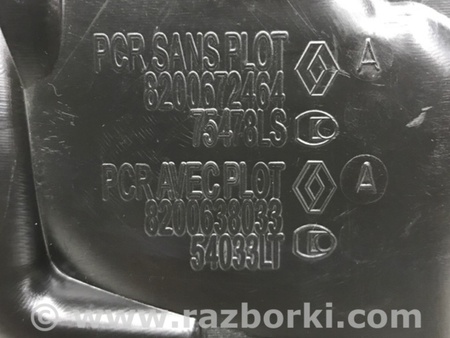 PCR SANS PLOT A
8200672464
75478LS
PCR AVEC PLOT A
8200638033
54033LT
© www.razborki.com